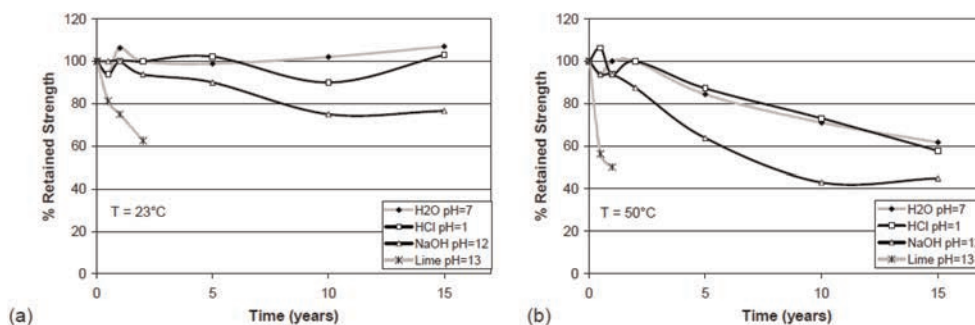 120
100
80
60
40
20
0
% Retained Strength
T = 23°C
H2O pH=7
HCl pH=1
NaOH pH=12
Lime pH=13
0 5 10 15
Time (years)
(a)
120
100
80
60
40
20
0
% Retained Strength
T = 50°C
H2O pH=7
HCl pH=1
NaOH pH=12
Lime pH=13
0 5 10 15
Time (years)
(b)